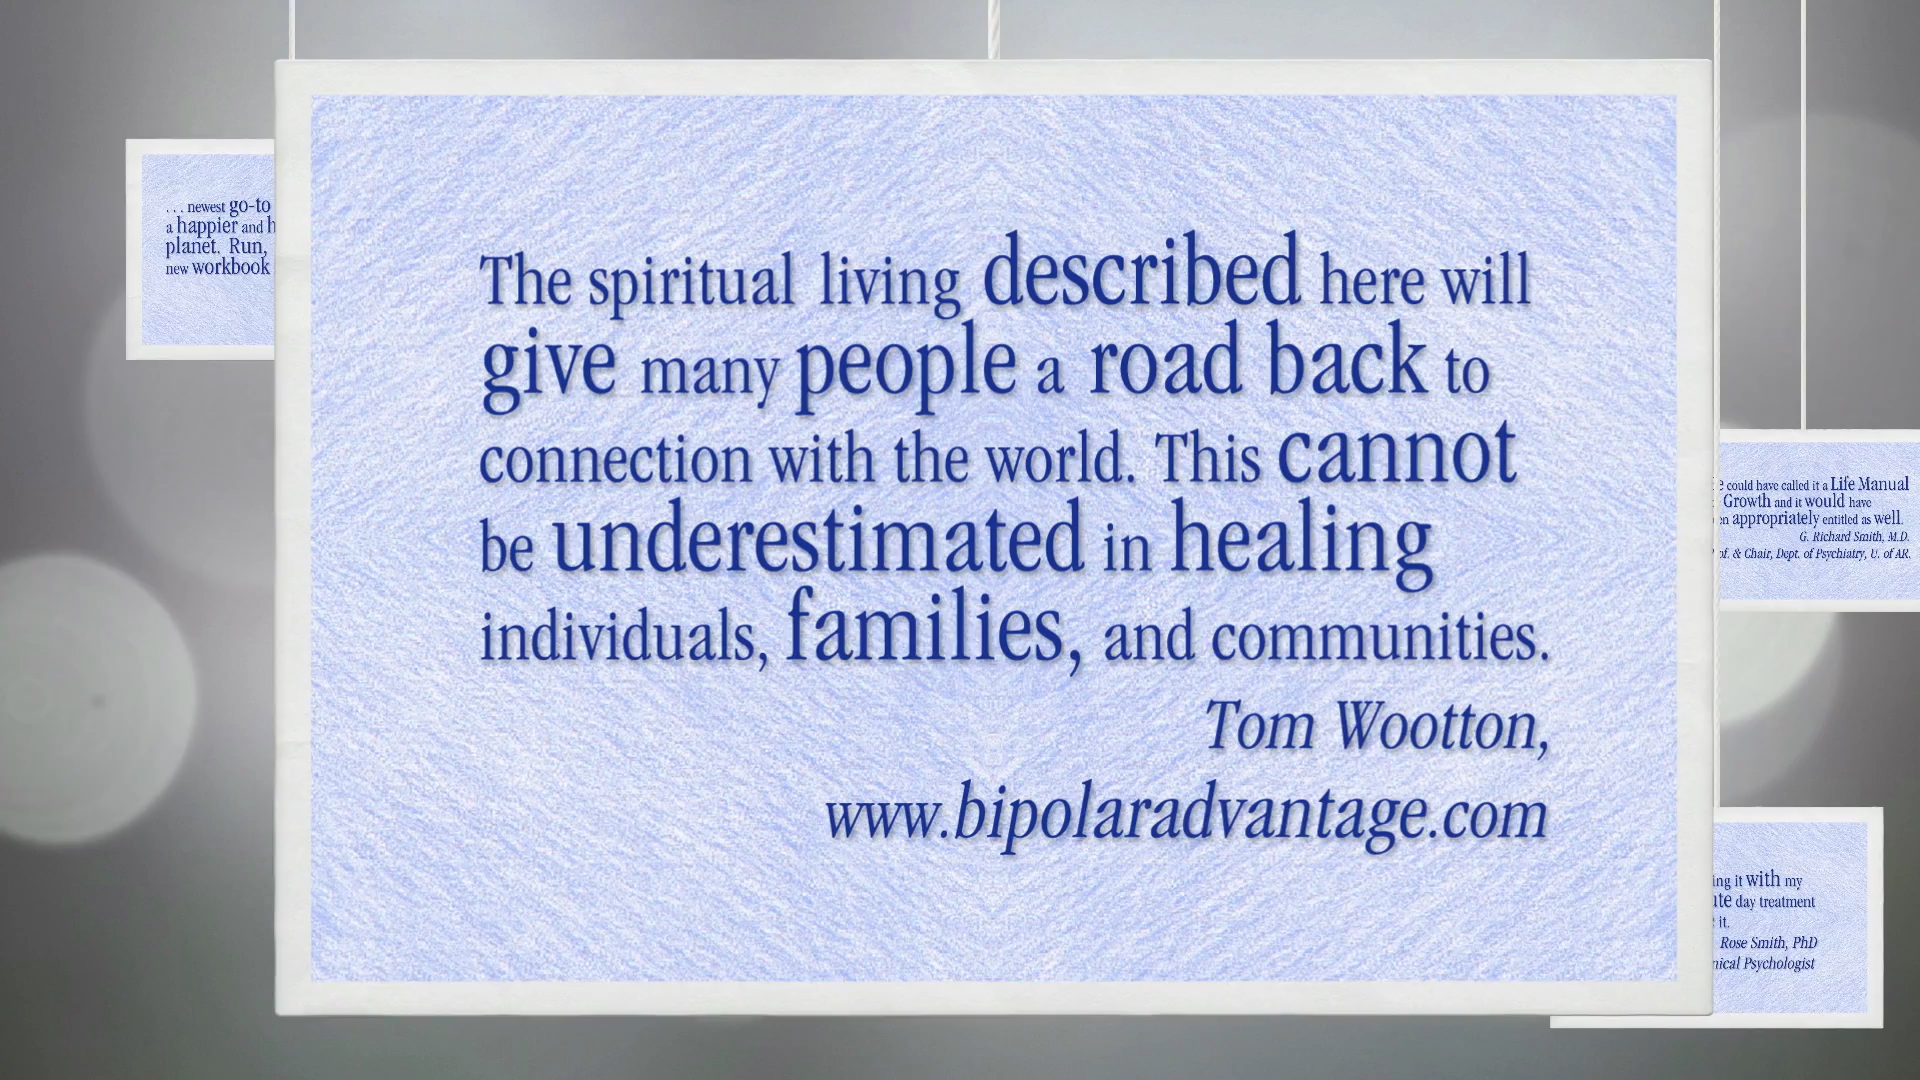 . . . newest go-to
a happier and
planet. Run,
new workbook
The spiritual living described here will
give many people a road back to
connection with the world. This cannot
be underestimated in healing
individuals, families, and communities.
Tom Wootton,
www.bipolaradvantage.com
could have called it a Life Manual
Growth and it would have
appropriately entitled as well.
G. Richard Smith, M.D.
& Chair, Dept. of Psychiatry, U. of AR.
it with my
day treatment
it.
Rose Smith, PhD
Psychologist